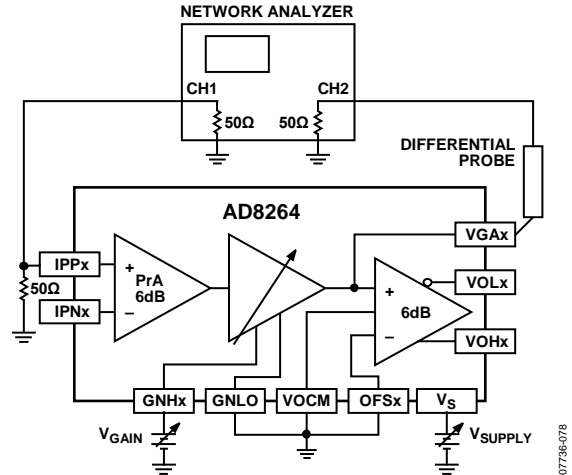 NETWORK ANALYZER
CH1
CH2
50Ω
50Ω
DIFFERENTIAL
PROBE
AD8264
VGAx
IPPx
+
PrA
6dB
–
50Ω
IPNx
+
6dB
–
VOLx
VOHx
GNHx
GNLO
VOCM
OFSx
VS
VGAIN
VSUPPLY
07736-078